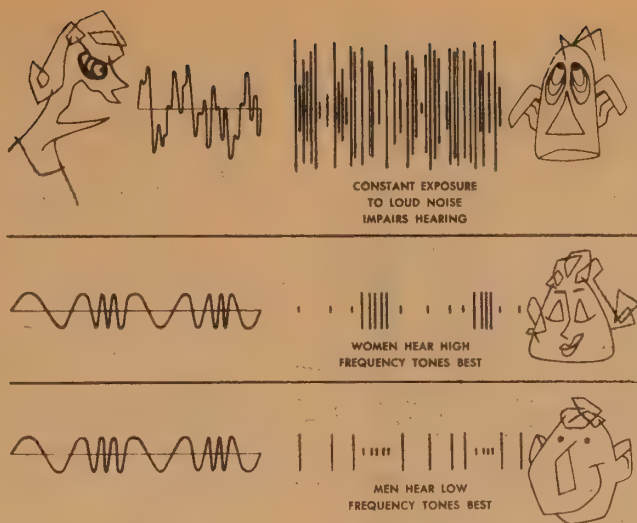 CONSTANT EXPOSURE
TO LOUD NOISE
IMPAIRS HEARING
WOMEN HEAR HIGH
FREQUENCY TONES BEST
MEN HEAR LOW
FREQUENCY TONES BEST